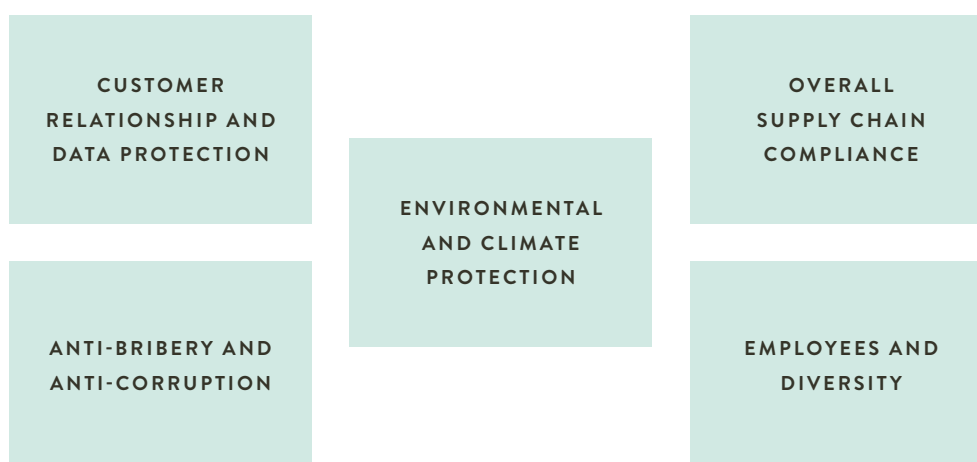 CUSTOMER
RELATIONSHIP AND
DATA PROTECTION
ANTI-BRIBERY AND
ANTI-CORRUPTION
ENVIRONMENTAL
AND CLIMATE
PROTECTION
OVERALL
SUPPLY CHAIN
COMPLIANCE
EMPLOYEES AND
DIVERSITY